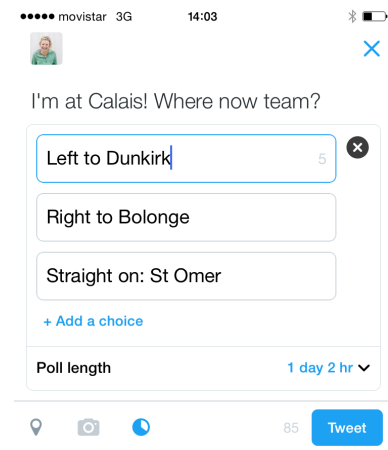 movistar 3G 14:03
I'm at Calais! Where now team?
Left to Dunkirk 5
Right to Bolonge
Straight on: St Omer
+ Add a choice
Poll length 1 day 2 hr
85 Tweet